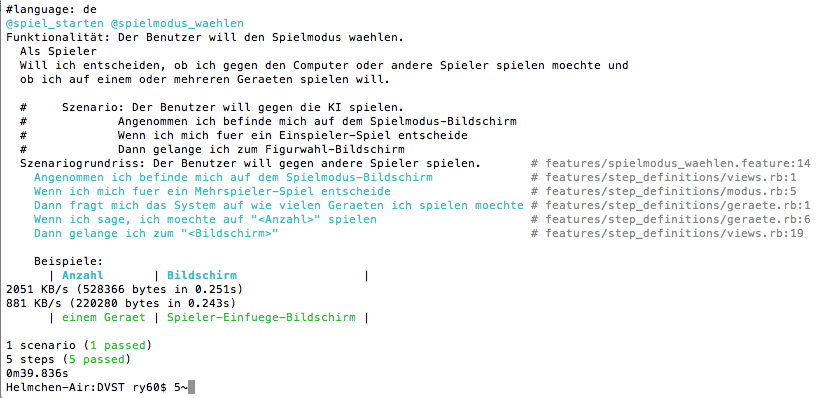 #language: de
@spiel_starten @spielmodus_waehlen
Funktionalität: Der Benutzer will den Spielmodus waehlen.
  Als Spieler
  Will ich entscheiden, ob ich gegen den Computer oder andere Spieler spielen moechte und
  ob ich auf einem oder mehreren Geraeten spielen will.

  #     Szenario: Der Benutzer will gegen die KI spielen.
  #             Angenommen ich befinde mich auf dem Spielmodus-Bildschirm
  #             Wenn ich mich fuer ein Einspieler-Spiel entscheide
  #             Dann gelange ich zum Figurwahl-Bildschirm
  Szenariogrundriss: Der Benutzer will gegen andere Spieler spielen.       # features/spielmodus_waehlen.feature:14
    Angenommen ich befinde mich auf dem Spielmodus-Bildschirm              # features/step_definitions/views.rb:1
    Wenn ich mich fuer ein Mehrspieler-Spiel entscheide                    # features/step_definitions/modus.rb:5
    Dann fragt mich das System auf wie vielen Geraeten ich spielen moechte # features/step_definitions/geraete.rb:1
    Wenn ich sage, ich moechte auf "<Anzahl>" spielen                      # features/step_definitions/geraete.rb:6
    Dann gelange ich zum "<Bildschirm>"                                    # features/step_definitions/views.rb:19

    Beispiele:
      | Anzahl       | Bildschirm                  |
2051 KB/s (528366 bytes in 0.251s)
881 KB/s (220280 bytes in 0.243s)
      | einem Geraet | Spieler-Einfuege-Bildschirm |

1 scenario (1 passed)
5 steps (5 passed)
0m39.836s
Helmchen-Air:DVST ry60$ 5~